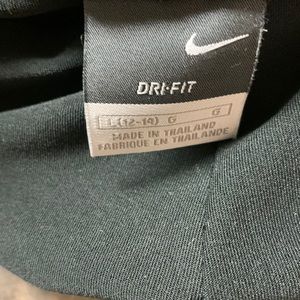 DRI-FIT
L (12-14) G G
MADE IN THAILAND
FABRIQUE EN THAILANDE